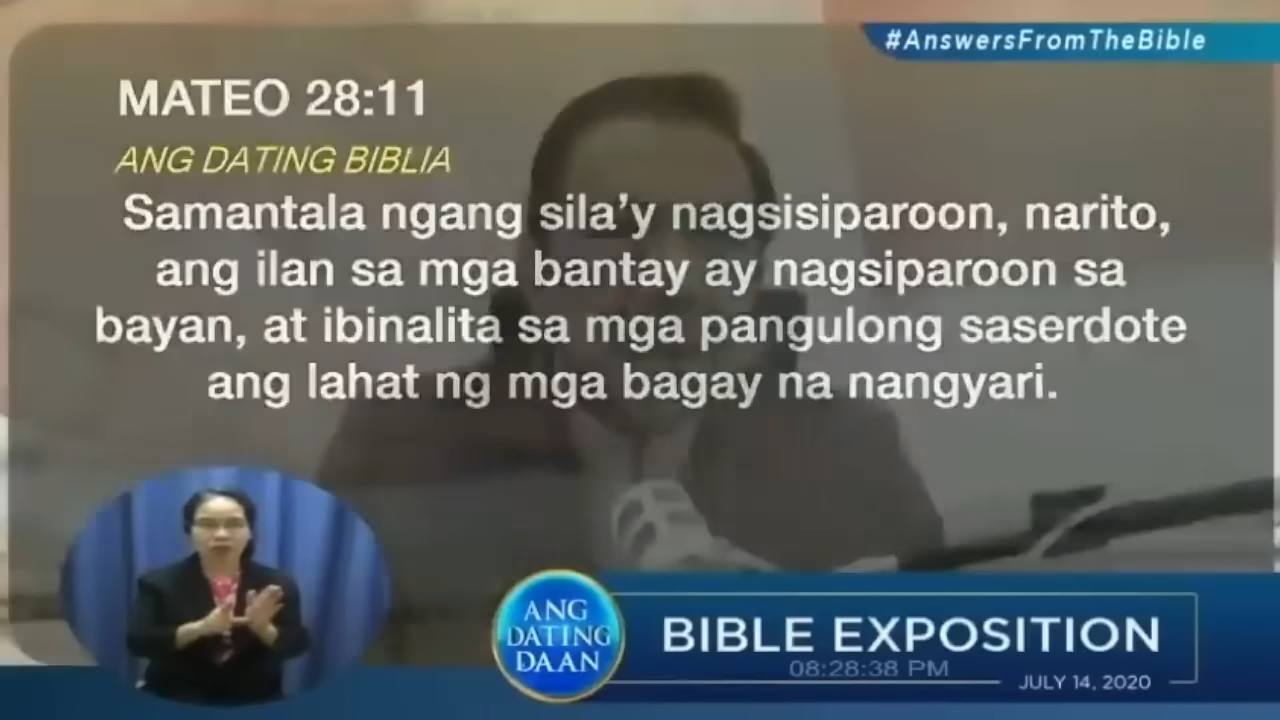 #AnswersFromTheBible
MATEO 28:11
ANG DATING BIBLIA
Samantala ngang sila’y nagsisiparoon, narito,
ang ilan sa mga bantay ay nagsiparoon sa
bayan, at ibinalita sa mga pangulong saserdote
ang lahat ng mga bagay na nangyari.
ANG
DATING
DAAN
BIBLE EXPOSITION
08:28:38 PM
JULY 14, 2020